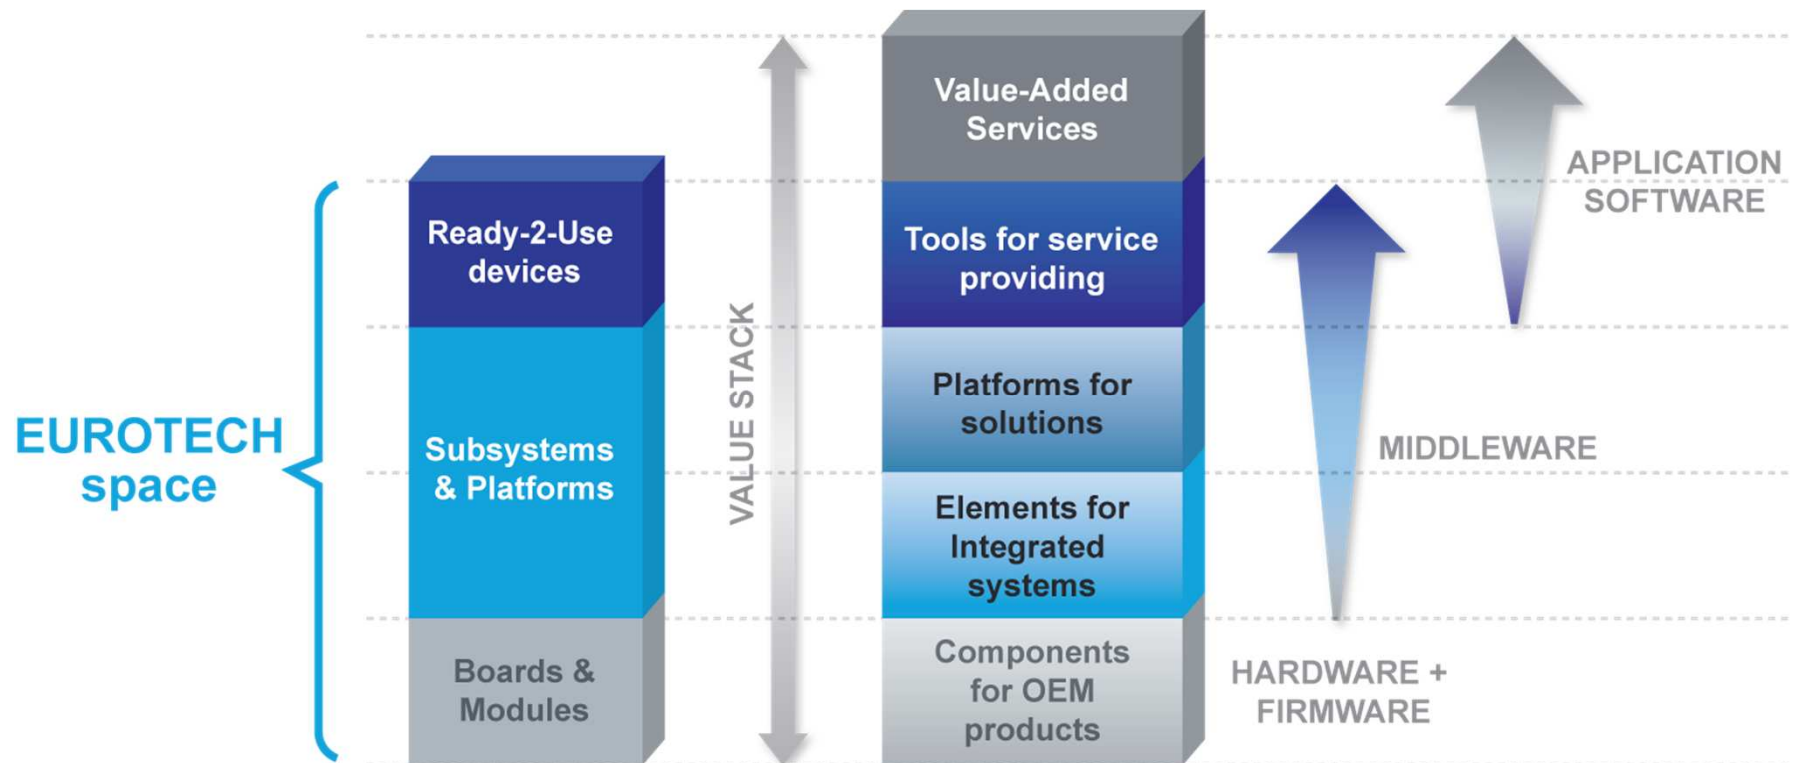 EUROTECH
space
Ready-2-Use
devices
Subsystems
& Platforms
Boards &
Modules
VALUE STACK
Value-Added
Services
Tools for service
providing
Platforms for
solutions
Elements for
Integrated
systems
Components
for OEM
products
APPLICATION
SOFTWARE
MIDDLEWARE
HARDWARE +
FIRMWARE